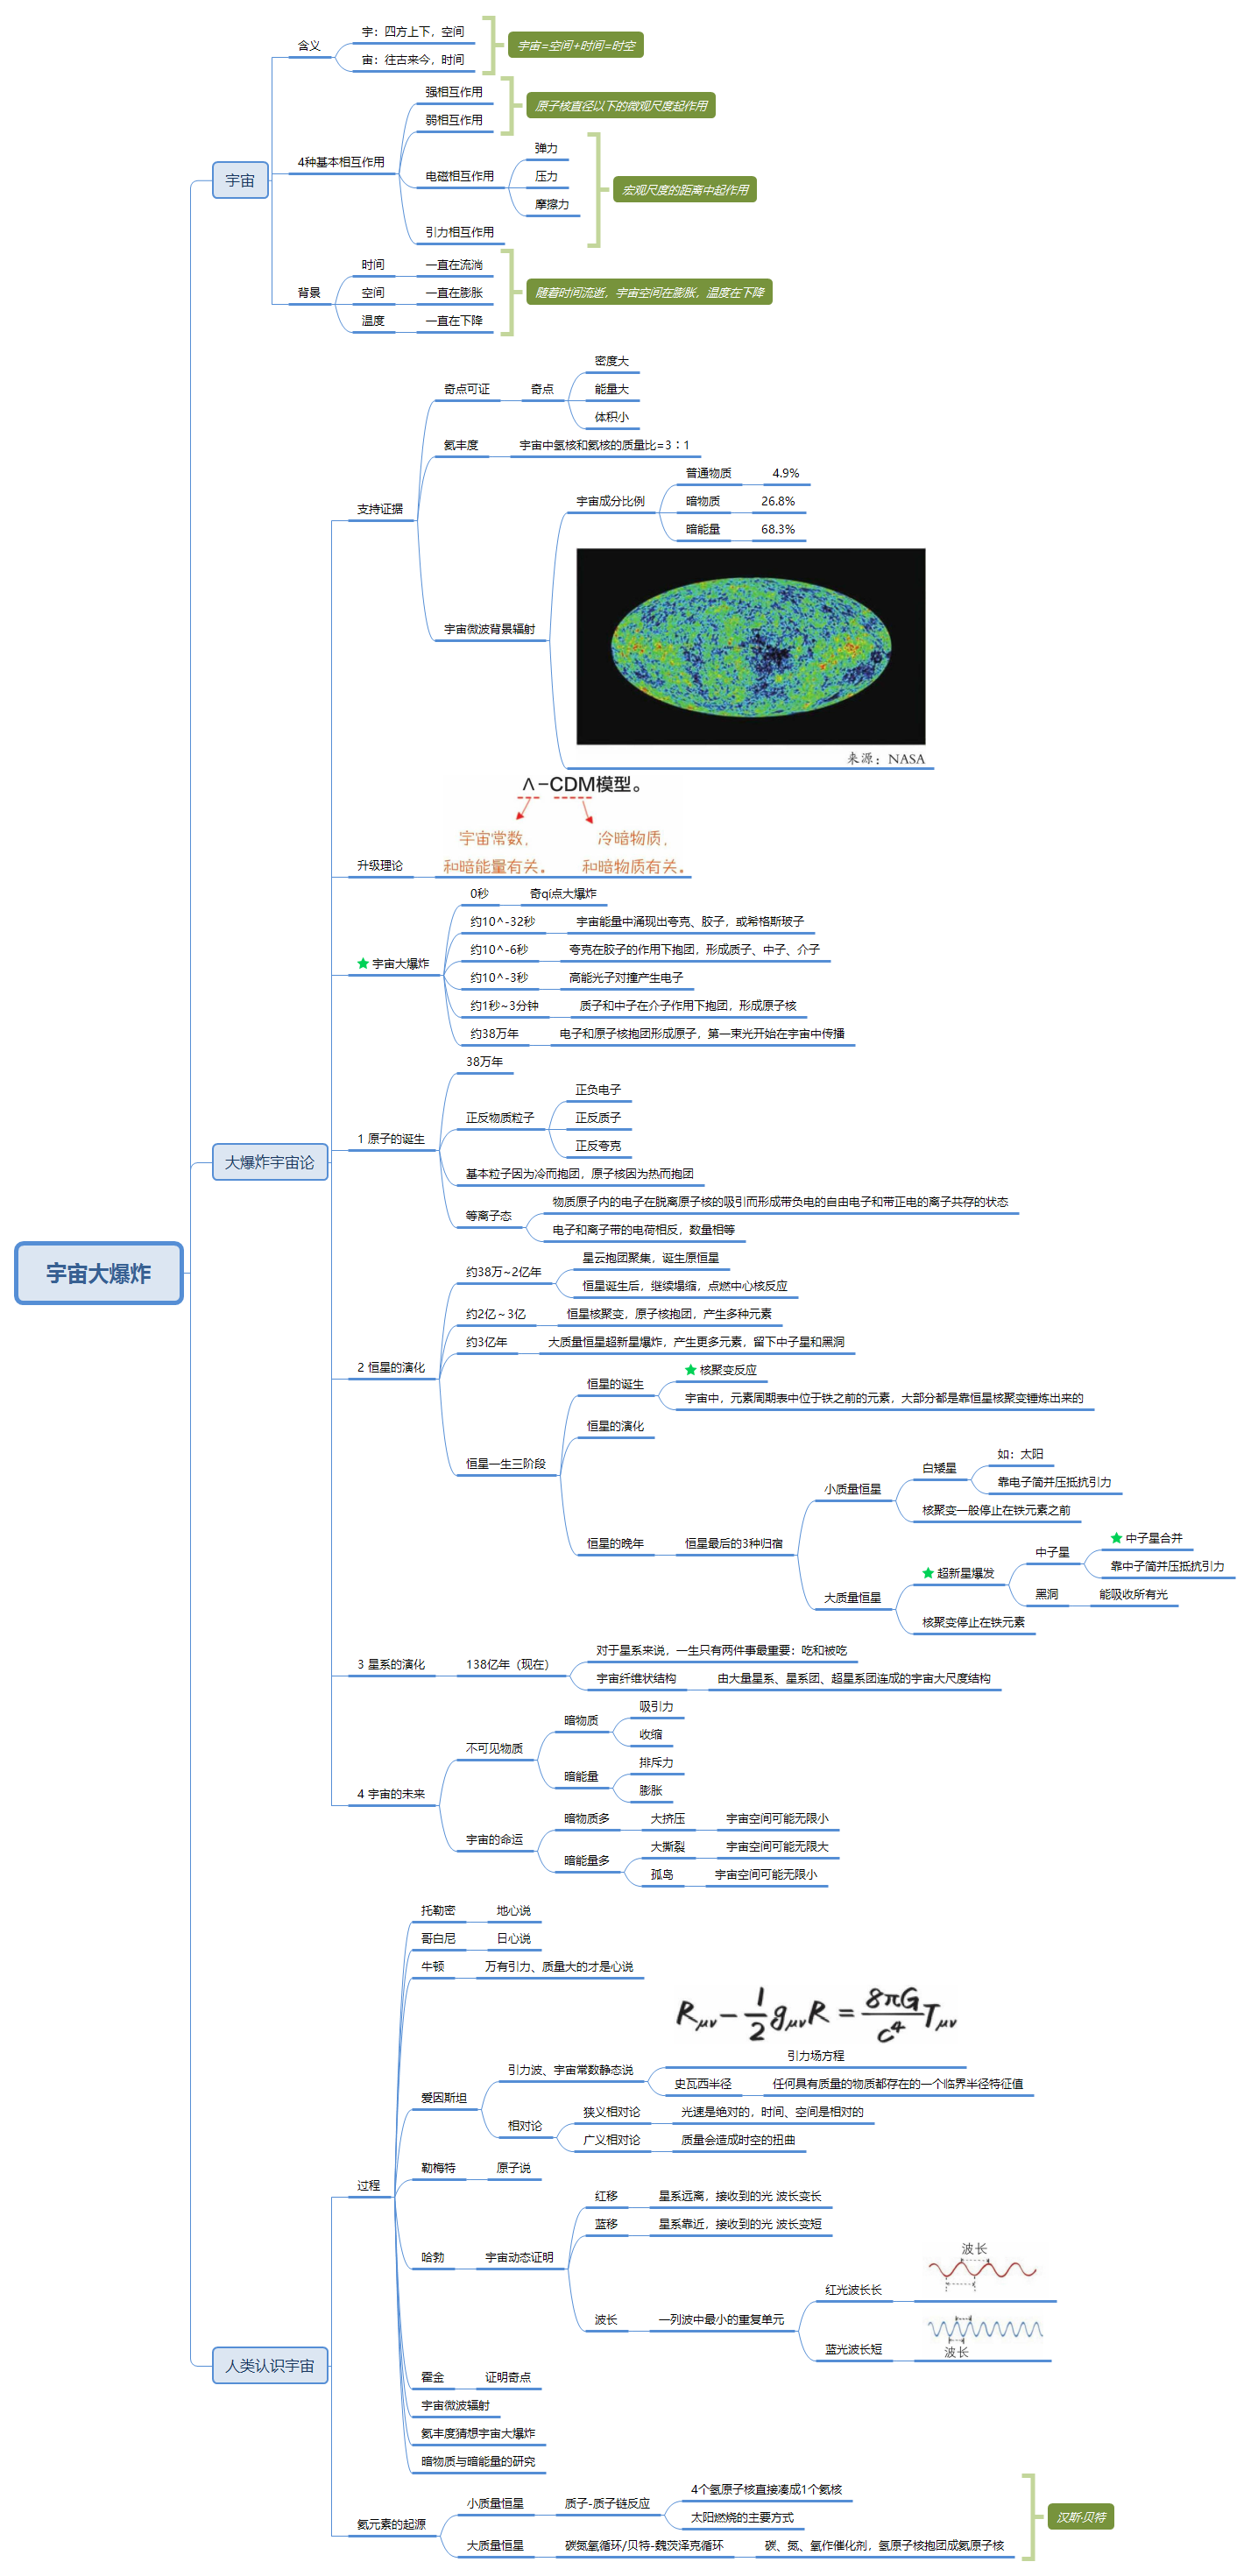 宇宙大爆炸
宇宙
含义
宇：四方上下，空间
宙：往古来今，时间
宇宙=空间+时间=时空
4种基本相互作用
强相互作用
弱相互作用
原子核直径以下的微观尺度起作用
电磁相互作用
弹力
压力
摩擦力
引力相互作用
宏观尺度的距离中起作用
背景
时间
一直在流淌
空间
一直在膨胀
温度
一直在下降
随着时间流逝，宇宙空间在膨胀，温度在下降
大爆炸宇宙论
支持证据
奇点可证
奇点
密度大
能量大
体积小
氦丰度
宇宙中氢核和氦核的质量比=3：1
宇宙微波背景辐射
宇宙成分比例
普通物质
4.9%
暗物质
26.8%
暗能量
68.3%
来源：NASA
升级理论
Λ-CDM模型。
宇宙常数，
和暗能量有关。
冷暗物质，
和暗物质有关。
宇宙大爆炸
0秒
奇qí点大爆炸
约10^-32秒
宇宙能量中涌现出夸克、胶子，或希格斯玻子
约10^-6秒
夸克在胶子的作用下抱团，形成质子、中子、介子
约10^-3秒
高能光子对撞产生电子
约1秒~3分钟
质子和中子在介子作用下抱团，形成原子核
约38万年
电子和原子核抱团形成原子，第一束光开始在宇宙中传播
1 原子的诞生
38万年
正反物质粒子
正负电子
正反质子
正反夸克
基本粒子因为冷而抱团，原子核因为热而抱团
等离子态
物质原子内的电子在脱离原子核的吸引而形成带负电的自由电子和带正电的离子共存的状态
电子和离子带的电荷相反，数量相等
2 恒星的演化
约38万~2亿年
星云抱团聚集，诞生原恒星
恒星诞生后，继续塌缩，点燃中心核反应
约2亿~3亿
恒星核聚变，原子核抱团，产生多种元素
约3亿年
大质量恒星超新星爆炸，产生更多元素，留下中子星和黑洞
恒星一生三阶段
恒星的诞生
核聚变反应
宇宙中，元素周期表中位于铁之前的元素，大部分都是靠恒星核聚变锤炼出来的
恒星的演化
恒星的晚年
恒星最后的3种归宿
小质量恒星
白矮星
如：太阳
靠电子简并压抵抗引力
核聚变一般停止在铁元素之前
大质量恒星
超新星爆发
中子星
中子星合并
靠中子简并压抵抗引力
黑洞
能吸收所有光
核聚变停止在铁元素
3 星系的演化
138亿年（现在）
对于星系来说，一生只有两件事最重要：吃和被吃
宇宙纤维状结构
由大量星系、星系团、超星系团连成的宇宙大尺度结构
4 宇宙的未来
不可见物质
暗物质
吸引力
收缩
暗能量
排斥力
膨胀
宇宙的命运
暗物质多
大挤压
宇宙空间可能无限小
暗能量多
大撕裂
宇宙空间可能无限大
孤岛
宇宙空间可能无限小
人类认识宇宙
过程
托勒密
地心说
哥白尼
日心说
牛顿
万有引力、质量大的才是心说
爱因斯坦
引力波、宇宙常数静态说
Rμν-1/2gμνR=8πG/c⁴Tμν
引力场方程
史瓦西半径
任何具有质量的物质都存在的一个临界半径特征值
相对论
狭义相对论
光速是绝对的，时间、空间是相对的
广义相对论
质量会造成时空的扭曲
勒梅特
原子说
哈勃
宇宙动态证明
红移
星系远离，接收到的光 波长变长
蓝移
星系靠近，接收到的光 波长变短
波长
一列波中最小的重复单元
红光波长长
波长
蓝光波长短
波长
霍金
证明奇点
宇宙微波辐射
氦丰度猜想宇宙大爆炸
暗物质与暗能量的研究
氦元素的起源
小质量恒星
质子-质子链反应
4个氢原子核直接凑成1个氦核
太阳燃烧的主要方式
大质量恒星
碳氮氧循环/贝特-魏茨泽克循环
碳、氮、氧作催化剂，氢原子核抱团成氦原子核
汉斯·贝特